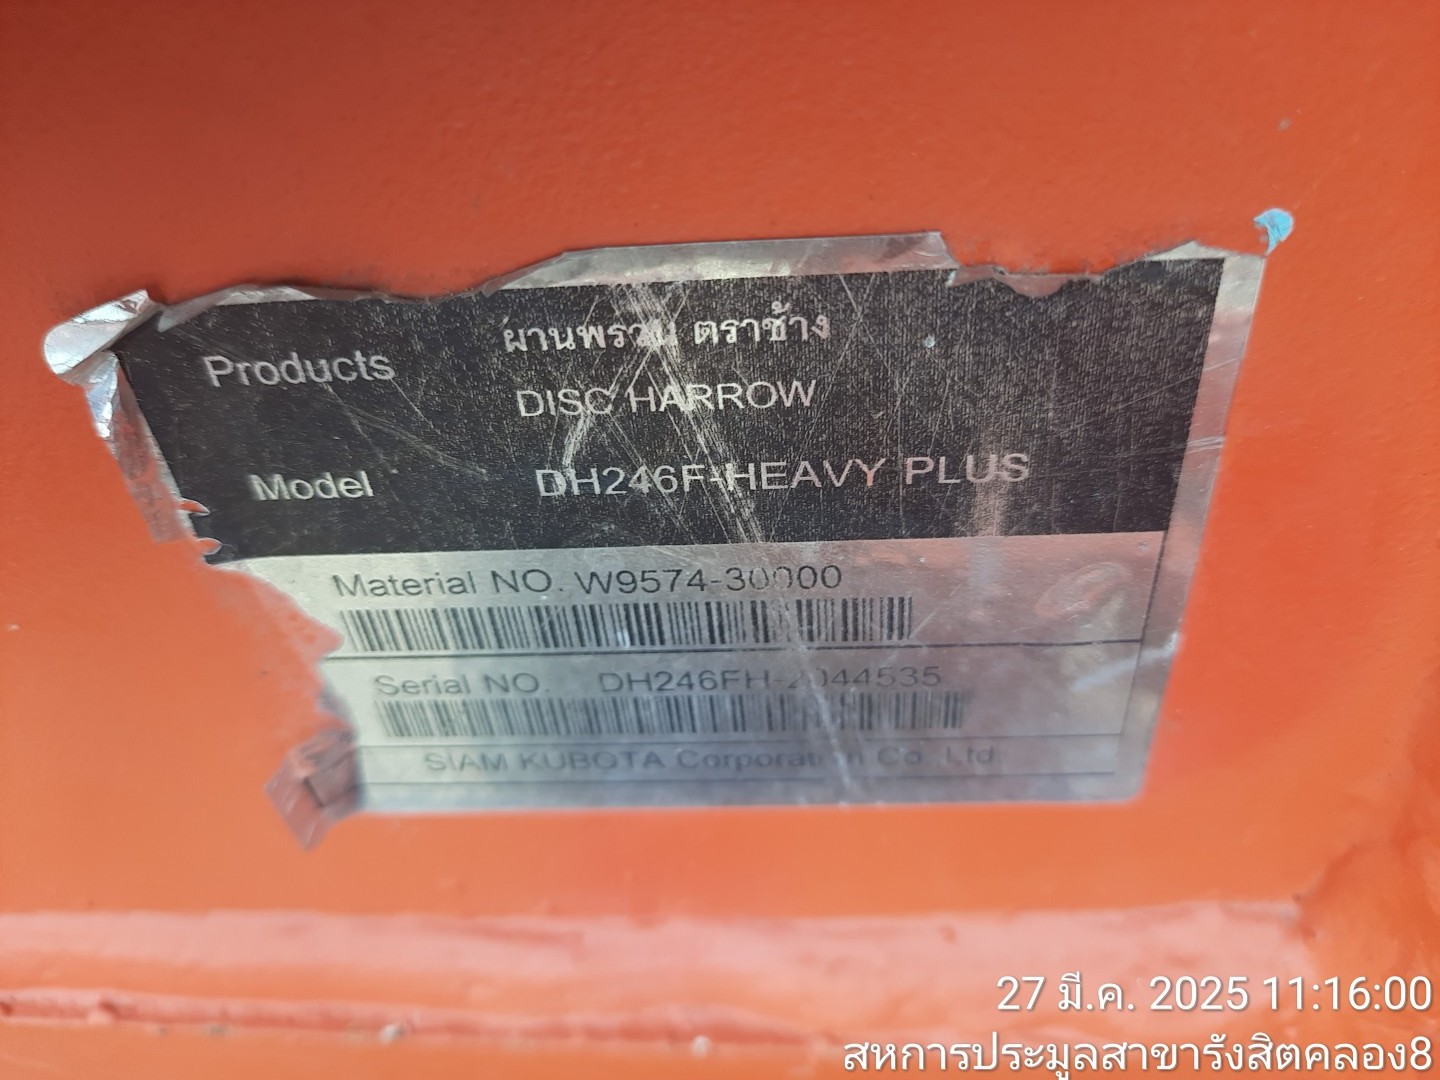 Products ผานพรวน ตราช้าง
DISC HARROW
Model DH246F-HEAVY PLUS
Material NO. W9574-30000
Serial NO. DH246FH-2044535
SIAM KUBOTA Corporation Co. Ltd.
27 มี.ค. 2025 11:16:00
สหการประมูลสาขารังสิตคลอง8